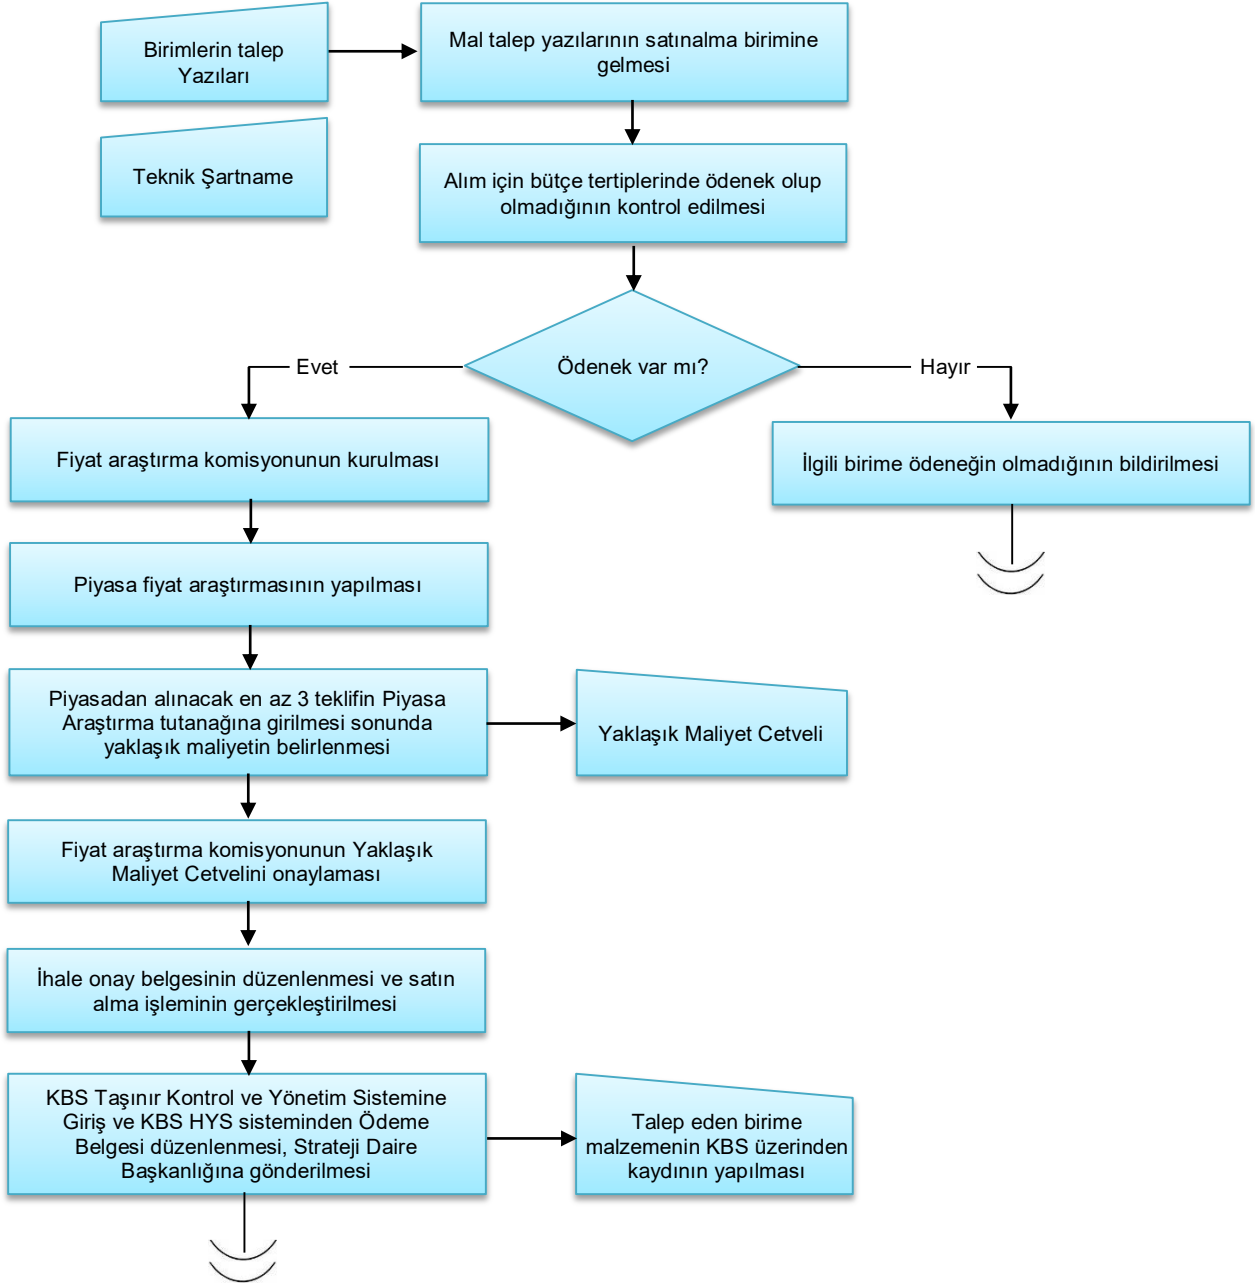 Birimlerin talep
Yazıları
Mal talep yazılarının satınalma birimine
gelmesi
Teknik Şartname
Alım için bütçe tertiplerinde ödenek olup
olmadığının kontrol edilmesi
Ödenek var mı?
Evet
Hayır
Fiyat araştırma komisyonunun kurulması
İlgili birime ödeneğin olmadığının bildirilmesi
Piyasa fiyat araştırmasının yapılması
Piyasadan alınacak en az 3 teklifin Piyasa
Araştırma tutanağına girilmesi sonunda
yaklaşık maliyetin belirlenmesi
Yaklaşık Maliyet Cetveli
Fiyat araştırma komisyonunun Yaklaşık
Maliyet Cetvelini onaylaması
İhale onay belgesinin düzenlenmesi ve satın
alma işleminin gerçekleştirilmesi
KBS Taşınır Kontrol ve Yönetim Sistemine
Giriş ve KBS HYS sisteminden Ödeme
Belgesi düzenlenmesi, Strateji Daire
Başkanlığına gönderilmesi
Talep eden birime
malzemenin KBS üzerinden
kaydının yapılması